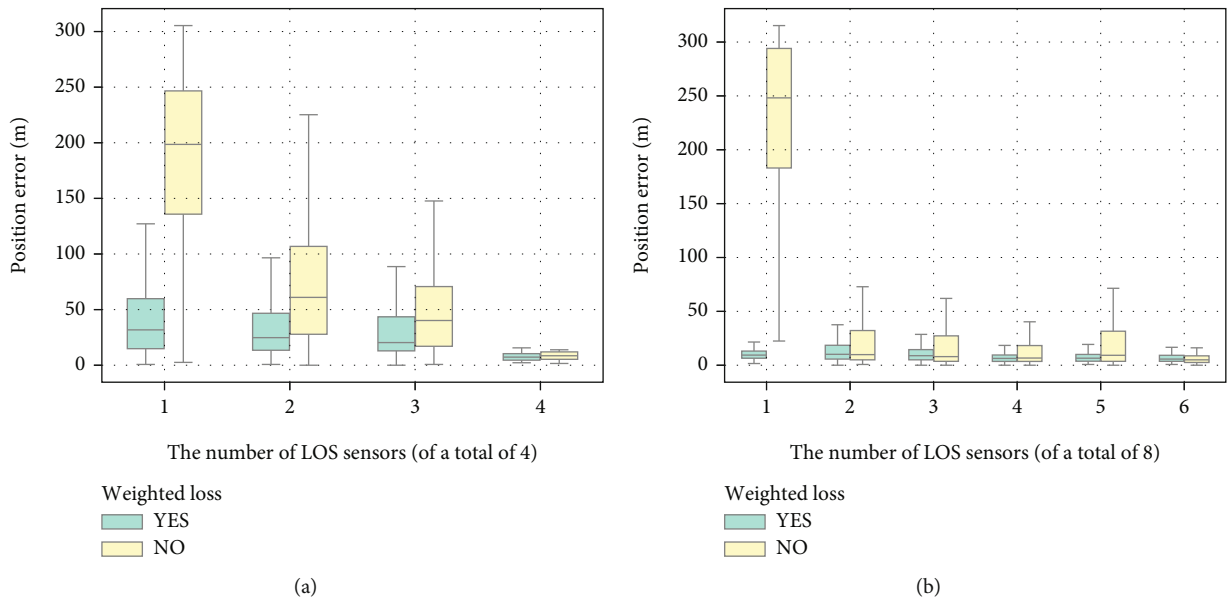 300
250
200
150
100
50
0
Position error (m)
1 2 3 4
The number of LOS sensors (of a total of 4)
Weighted loss
YES
NO
(a)
300
250
200
150
100
50
0
Position error (m)
1 2 3 4 5 6
The number of LOS sensors (of a total of 8)
Weighted loss
YES
NO
(b)